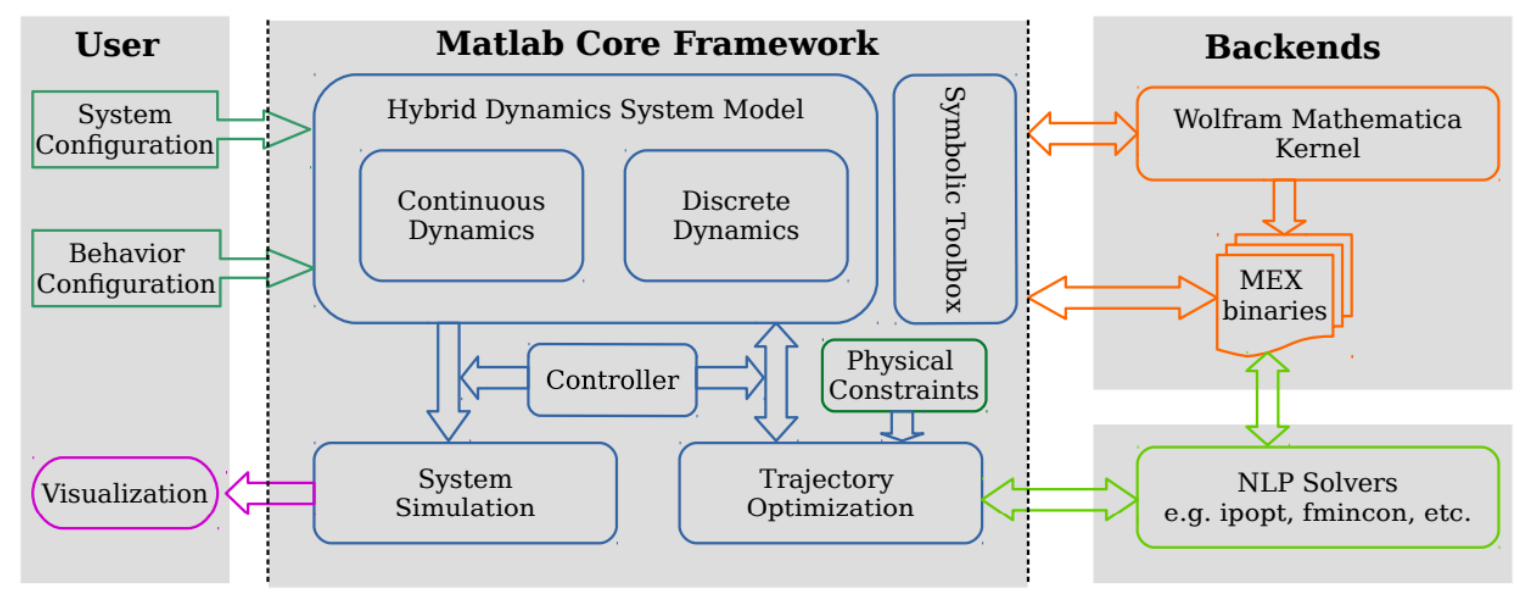 User
System
Configuration
Behavior
Configuration
Visualization
Matlab Core Framework
Hybrid Dynamics System Model
Continuous
Dynamics
Discrete
Dynamics
Symbolic Toolbox
Controller
Physical
Constraints
System
Simulation
Trajectory
Optimization
Backends
Wolfram Mathematica
Kernel
MEX
binaries
NLP Solvers
e.g. ipopt, fmincon, etc.